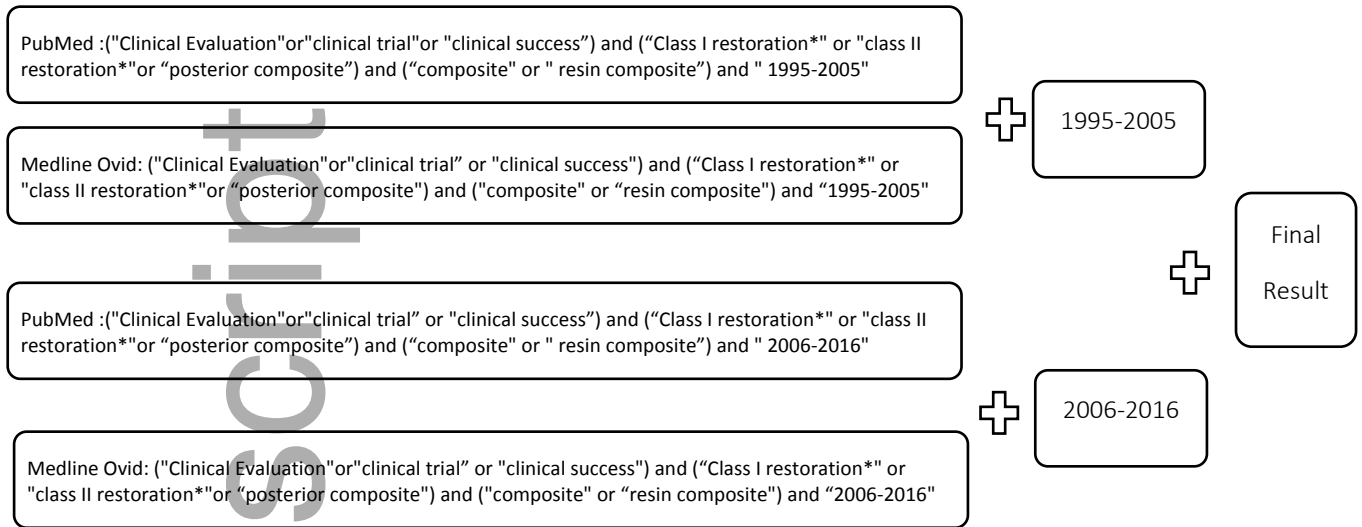 PubMed :("Clinical Evaluation"or"clinical trial"or "clinical success”) and (“Class I restoration*" or "class II
restoration*"or “posterior composite”) and (“composite" or " resin composite”) and " 1995-2005"
Medline Ovid: ("Clinical Evaluation"or"clinical trial” or "clinical success") and (“Class I restoration*" or
"class II restoration*"or “posterior composite") and ("composite" or “resin composite") and “1995-2005"
1995-2005
PubMed :("Clinical Evaluation"or"clinical trial” or "clinical success”) and (“Class I restoration*" or "class II
restoration*"or “posterior composite”) and (“composite" or " resin composite”) and " 2006-2016"
Medline Ovid: ("Clinical Evaluation"or"clinical trial” or "clinical success") and (“Class I restoration*" or
"class II restoration*"or “posterior composite") and ("composite" or “resin composite") and “2006-2016"
2006-2016
Final
Result
script